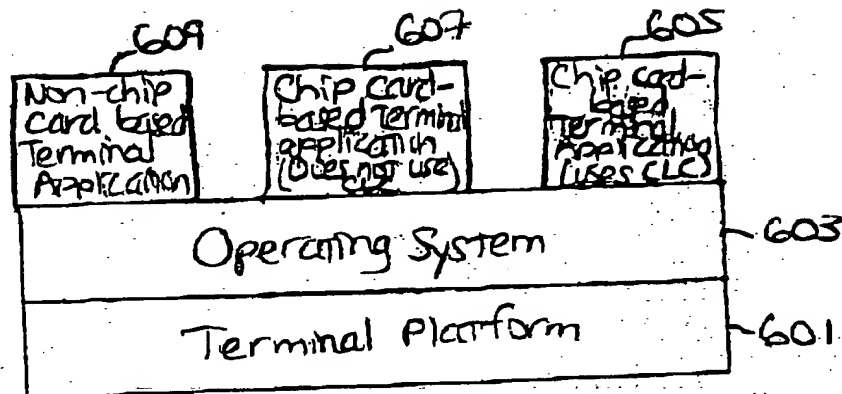 609
607
605
Non-chip
card based
Terminal
Application
Chip card-
based Terminal
application
(Does not use)
CLC
Chip card-
based
Terminal
Application
(uses CLC)
Operating System
603
Terminal Platform
601